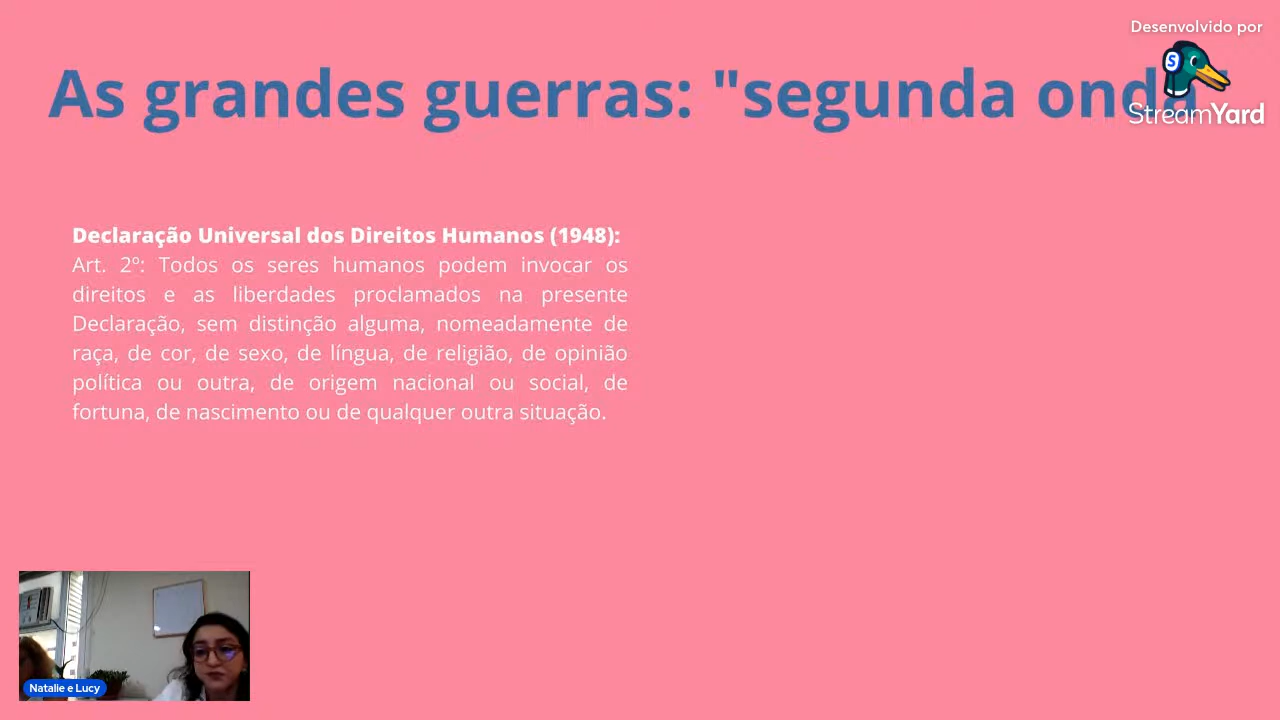 Desenvolvido por
StreamYard
As grandes guerras: "segunda onda"
Declaração Universal dos Direitos Humanos (1948):
Art. 2º: Todos os seres humanos podem invocar os
direitos e as liberdades proclamados na presente
Declaração, sem distinção alguma, nomeadamente de
raça, de cor, de sexo, de língua, de religião, de opinião
política ou outra, de origem nacional ou social, de
fortuna, de nascimento ou de qualquer outra situação.
Natalie e Lucy